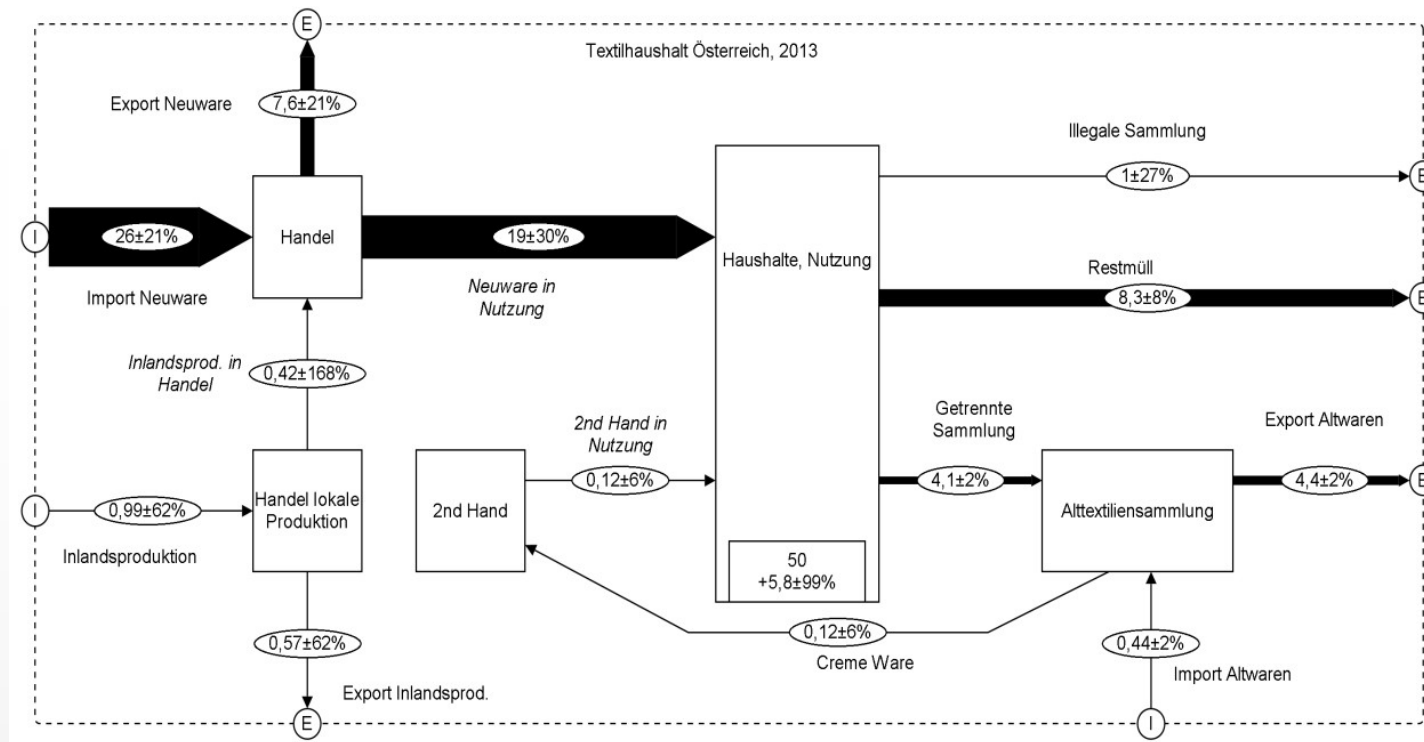 E
Textilhaushalt Österreich, 2013
Export Neuware
7,6±21%
Illegale Sammlung
1±27%
E
I
26±21%
Handel
19±30%
Import Neuware
Neuware in
Nutzung
Haushalte, Nutzung
Restmüll
8,3±8%
E
Inlandsprod. in
Handel
0,42±168%
2nd Hand in
Nutzung
0,12±6%
Getrennte
Sammlung
4,1±2%
Export Altwaren
4,4±2%
E
I
0,99±62%
Inlandsproduktion
Handel lokale
Produktion
2nd Hand
Alttextiliensammlung
50
+5,8±99%
0,57±62%
Export Inlandsprod.
E
0,12±6%
Creme Ware
0,44±2%
Import Altwaren
I